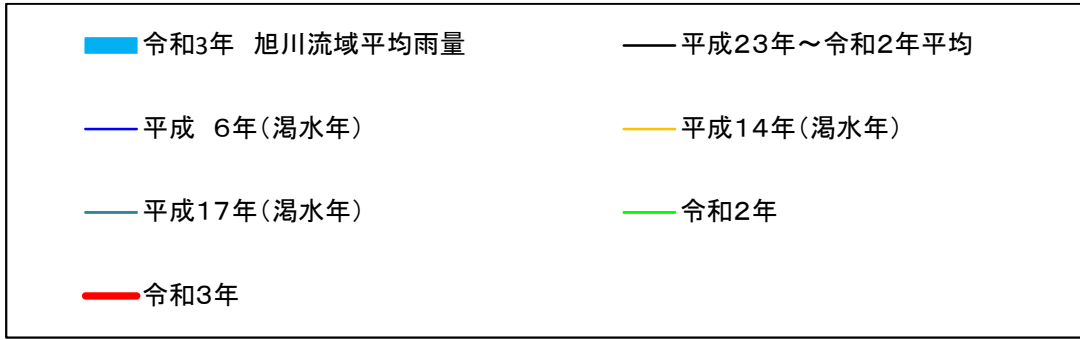 令和3年　旭川流域平均雨量
平成２３年～令和２年平均
平成　６年（渇水年）
平成１４年（渇水年）
平成１７年（渇水年）
令和２年
令和３年